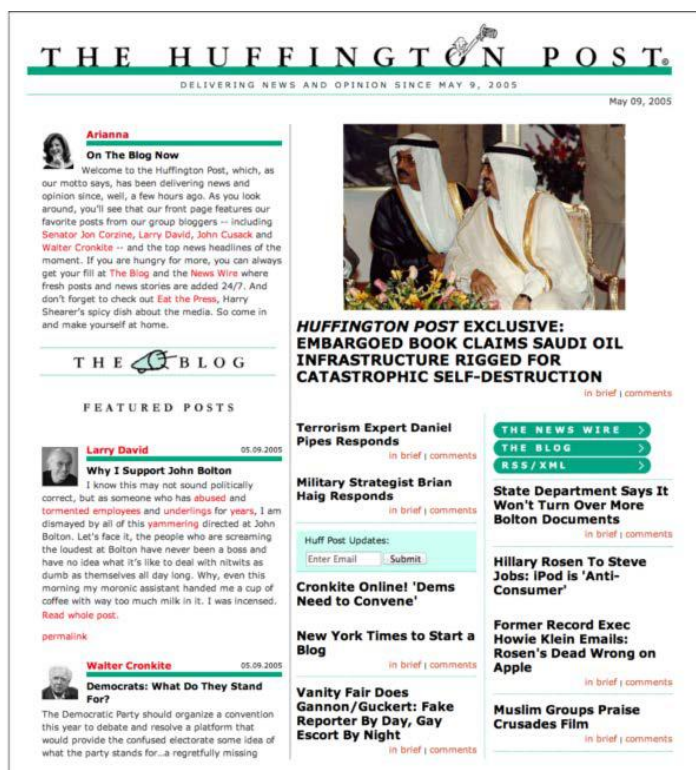 THE HUFFINGTON POST®
DELIVERING NEWS AND OPINION SINCE MAY 9, 2005
May 09, 2005
Arianna
On The Blog Now
Welcome to the Huffington Post, which, as
our motto says, has been delivering news and
opinion since, well, a few hours ago. As you look
around, you'll see that our front page features our
favorite posts from our group bloggers -- including
Senator Jon Corzine, Larry David, John Cusack and
Walter Cronkite -- and the top news headlines of the
moment. If you are hungry for more, you can always
get your fill at The Blog and the News Wire where
fresh posts and news stories are added 24/7. And
don't forget to check out Eat the Press, Harry
Shearer's spicy dish about the media. So come in
and make yourself at home.
THE BLOG
FEATURED POSTS
Larry David 05.09.2005
Why I Support John Bolton
I know this may not sound politically
correct, but as someone who has abused and
tormented employees and underlings for years, I am
dismayed by all of this yammering directed at John
Bolton. Let's face it, the people who are screaming
the loudest at Bolton have never been a boss and
have no idea what it's like to deal with nitwits as
dumb as themselves all day long. Why, even this
morning my moronic assistant handed me a cup of
coffee with way too much milk in it. I was incensed.
Read whole post.
permalink
Walter Cronkite 05.09.2005
Democrats: What Do They Stand
For?
The Democratic Party should organize a convention
this year to debate and resolve a platform that
would provide the confused electorate some idea of
what the party stands for...a regretfully missing
HUFFINGTON POST EXCLUSIVE:
EMBARGOED BOOK CLAIMS SAUDI OIL
INFRASTRUCTURE RIGGED FOR
CATASTROPHIC SELF-DESTRUCTION
in brief | comments
Terrorism Expert Daniel
Pipes Responds
in brief | comments
Military Strategist Brian
Haig Responds
in brief | comments
Huff Post Updates:
Enter Email Submit
Cronkite Online! 'Dems
Need to Convene'
New York Times to Start a
Blog
in brief | comments
Vanity Fair Does
Gannon/Guckert: Fake
Reporter By Day, Gay
Escort By Night
in brief | comments
THE NEWS WIRE
THE BLOG
RSS/XML
State Department Says It
Won't Turn Over More
Bolton Documents
in brief | comments
Hillary Rosen To Steve
Jobs: iPod is 'Anti-
Consumer'
Former Record Exec
Howie Klein Emails:
Rosen's Dead Wrong on
Apple
in brief | comments
Muslim Groups Praise
Crusades Film
in brief | comments